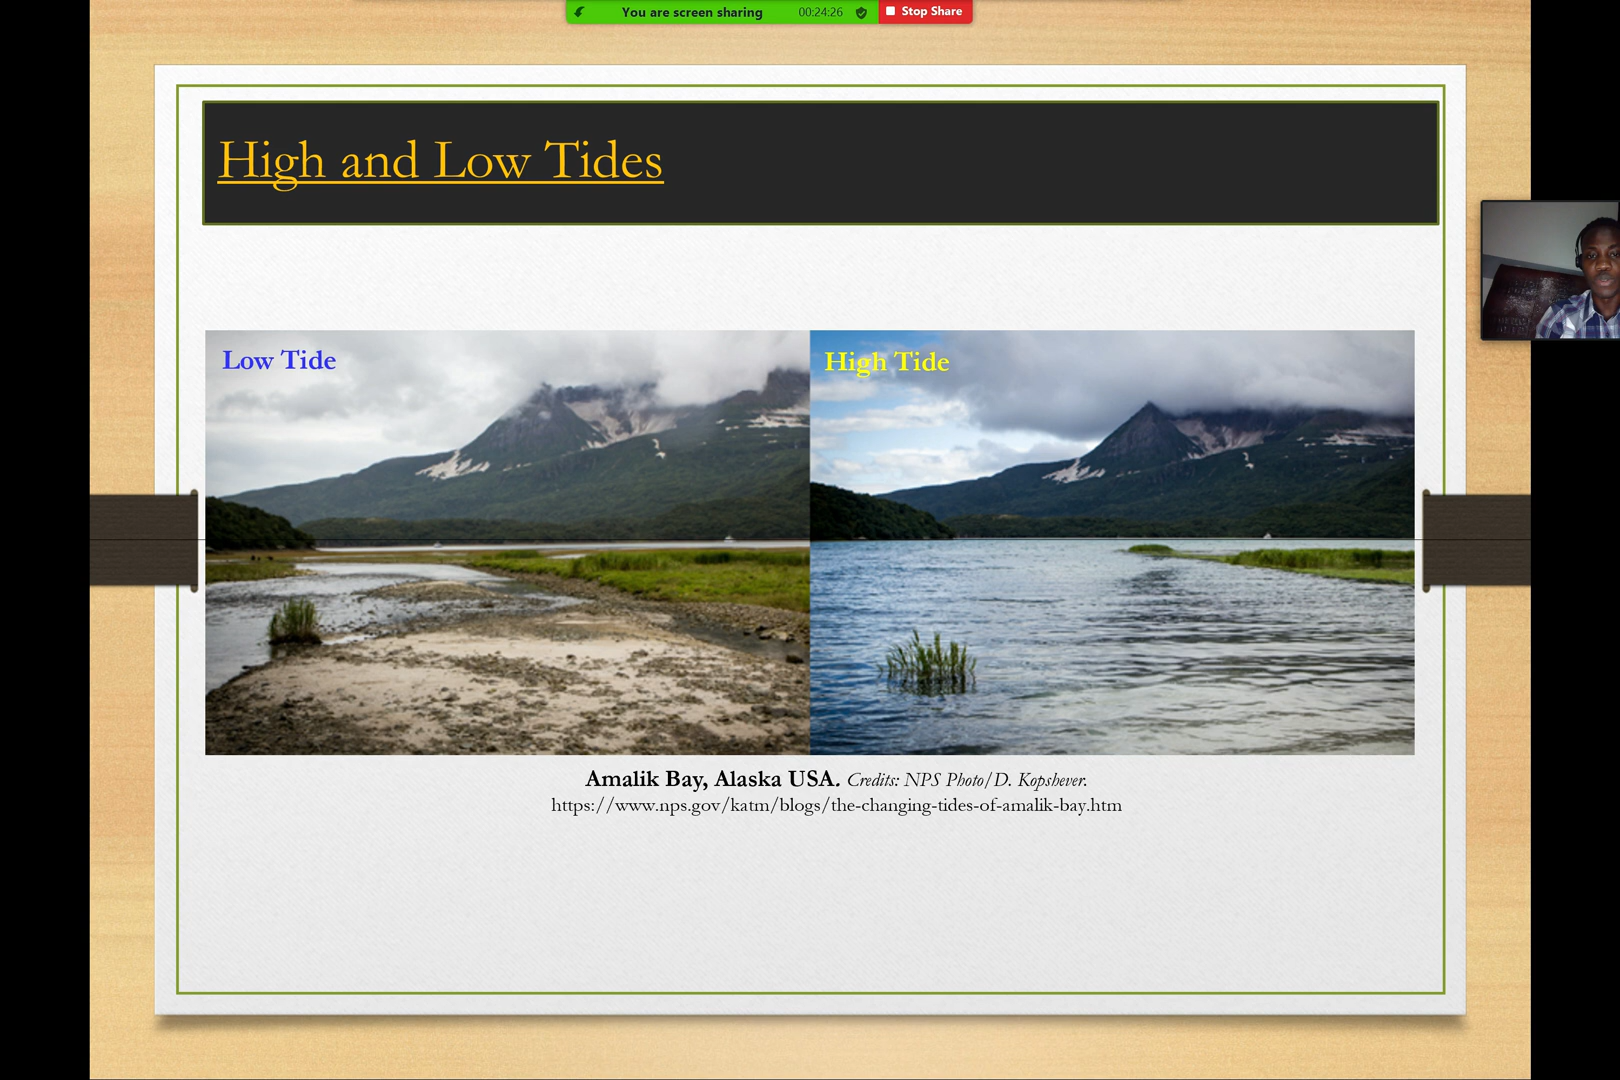 You are screen sharing 00:24:26 Stop Share
High and Low Tides
Low Tide
High Tide
Amalik Bay, Alaska USA. Credits: NPS Photo/D. Kopshever.
https://www.nps.gov/katm/blogs/the-changing-tides-of-amalik-bay.htm